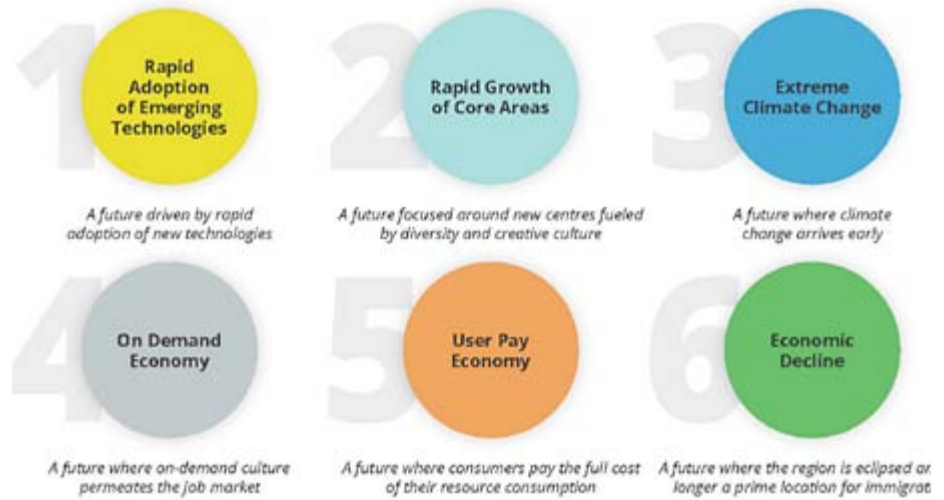 1
Rapid
Adoption
of Emerging
Technologies
A future driven by rapid
adoption of new technologies
2
Rapid Growth
of Core Areas
A future focused around new centres fueled
by diversity and creative culture
3
Extreme
Climate Change
A future where climate
change arrives early
4
On Demand
Economy
A future where on-demand culture
permeates the job market
5
User Pay
Economy
A future where consumers pay the full cost
of their resource consumption
6
Economic
Decline
A future where the region is eclipsed
longer a prime location for